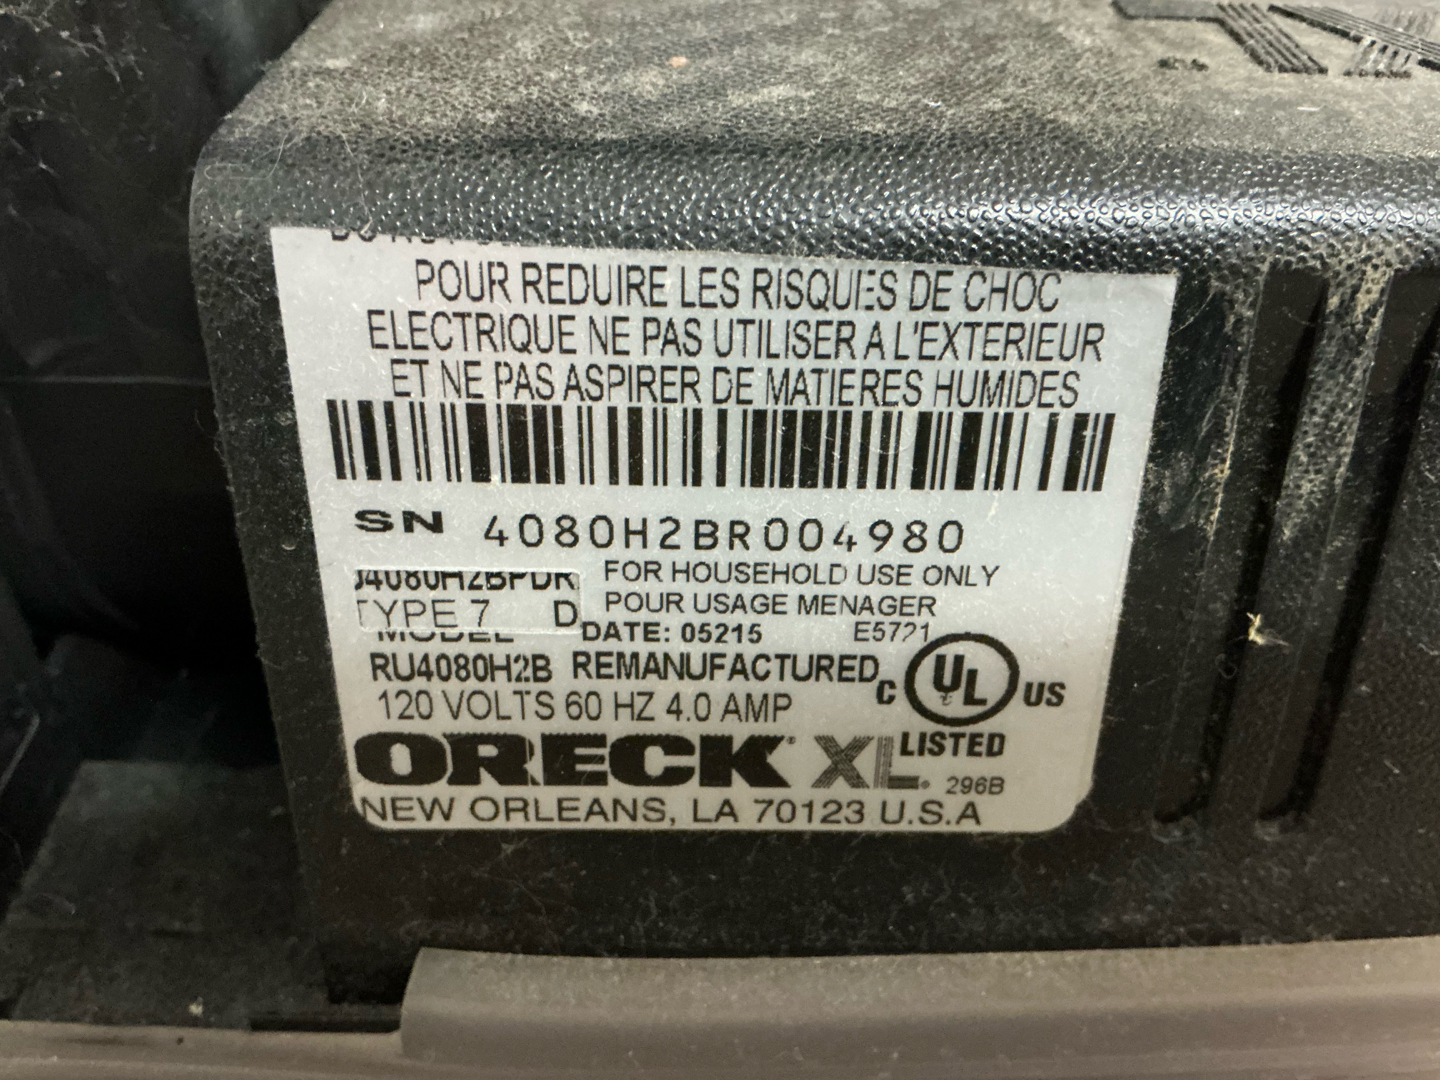 POUR REDUIRE LES RISQUES DE CHOC
ELECTRIQUE NE PAS UTILISER A L'EXTERIEUR
ET NE PAS ASPIRER DE MATIERES HUMIDES
SN 4080H2BR004980
FOR HOUSEHOLD USE ONLY
TYPE 7 D
POUR USAGE MENAGER
MODEL DATE: 05215 E5721
RU4080H2B REMANUFACTURED
120 VOLTS 60 HZ 4.0 AMP
C UL US
LISTED
ORECK XL
296B
NEW ORLEANS, LA 70123 U.S.A